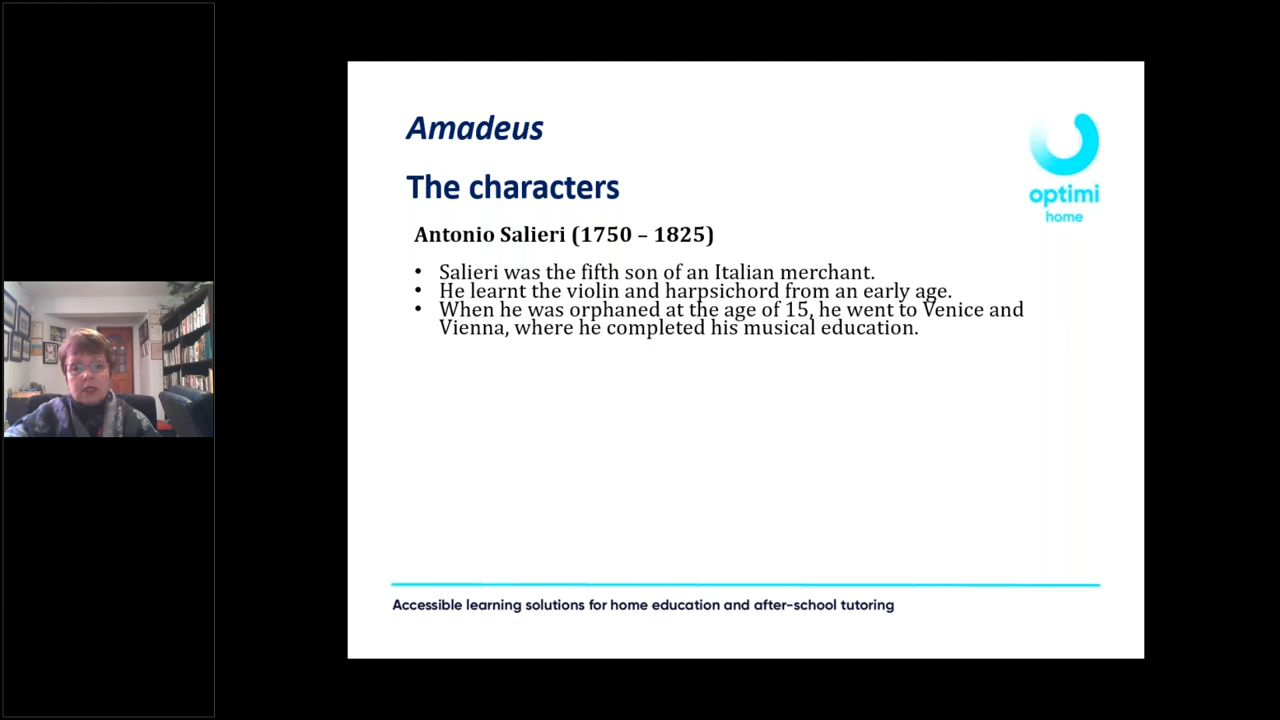 Amadeus
The characters
optimi
home
Antonio Salieri (1750 – 1825)
• Salieri was the fifth son of an Italian merchant.
• He learnt the violin and harpsichord from an early age.
• When he was orphaned at the age of 15, he went to Venice and
Vienna, where he completed his musical education.
Accessible learning solutions for home education and after-school tutoring